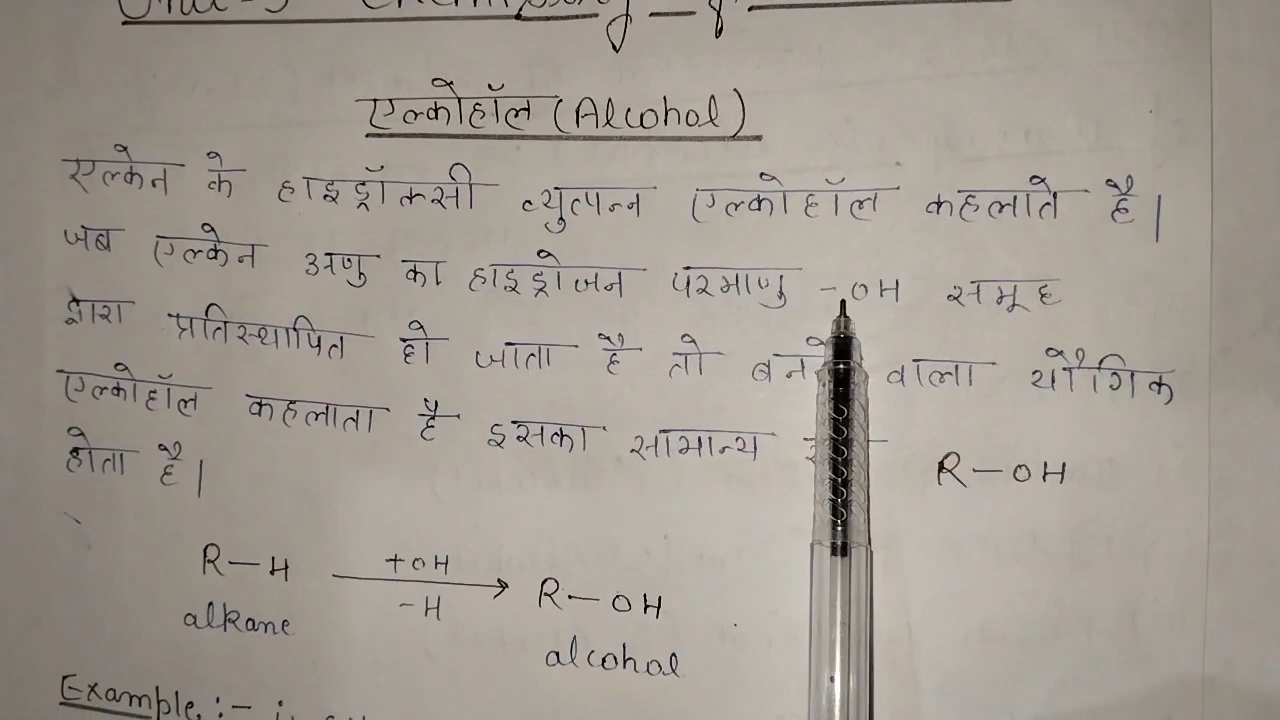 एल्कोहॉल (Alcohol)
एल्केन के हाइड्रॉक्सी व्युत्पन्न एल्कोहॉल कहलाते है।
जब एल्केन अणु का हाइड्रोजन परमाणु -OH समूह
द्वारा प्रतिस्थापित हो जाता है तो बनने वाला यौगिक
एल्कोहॉल कहलाता है इसका सामान्य R-OH
होता है।
R-H +OH -H R-OH
alkane alcohol
Example:- i.